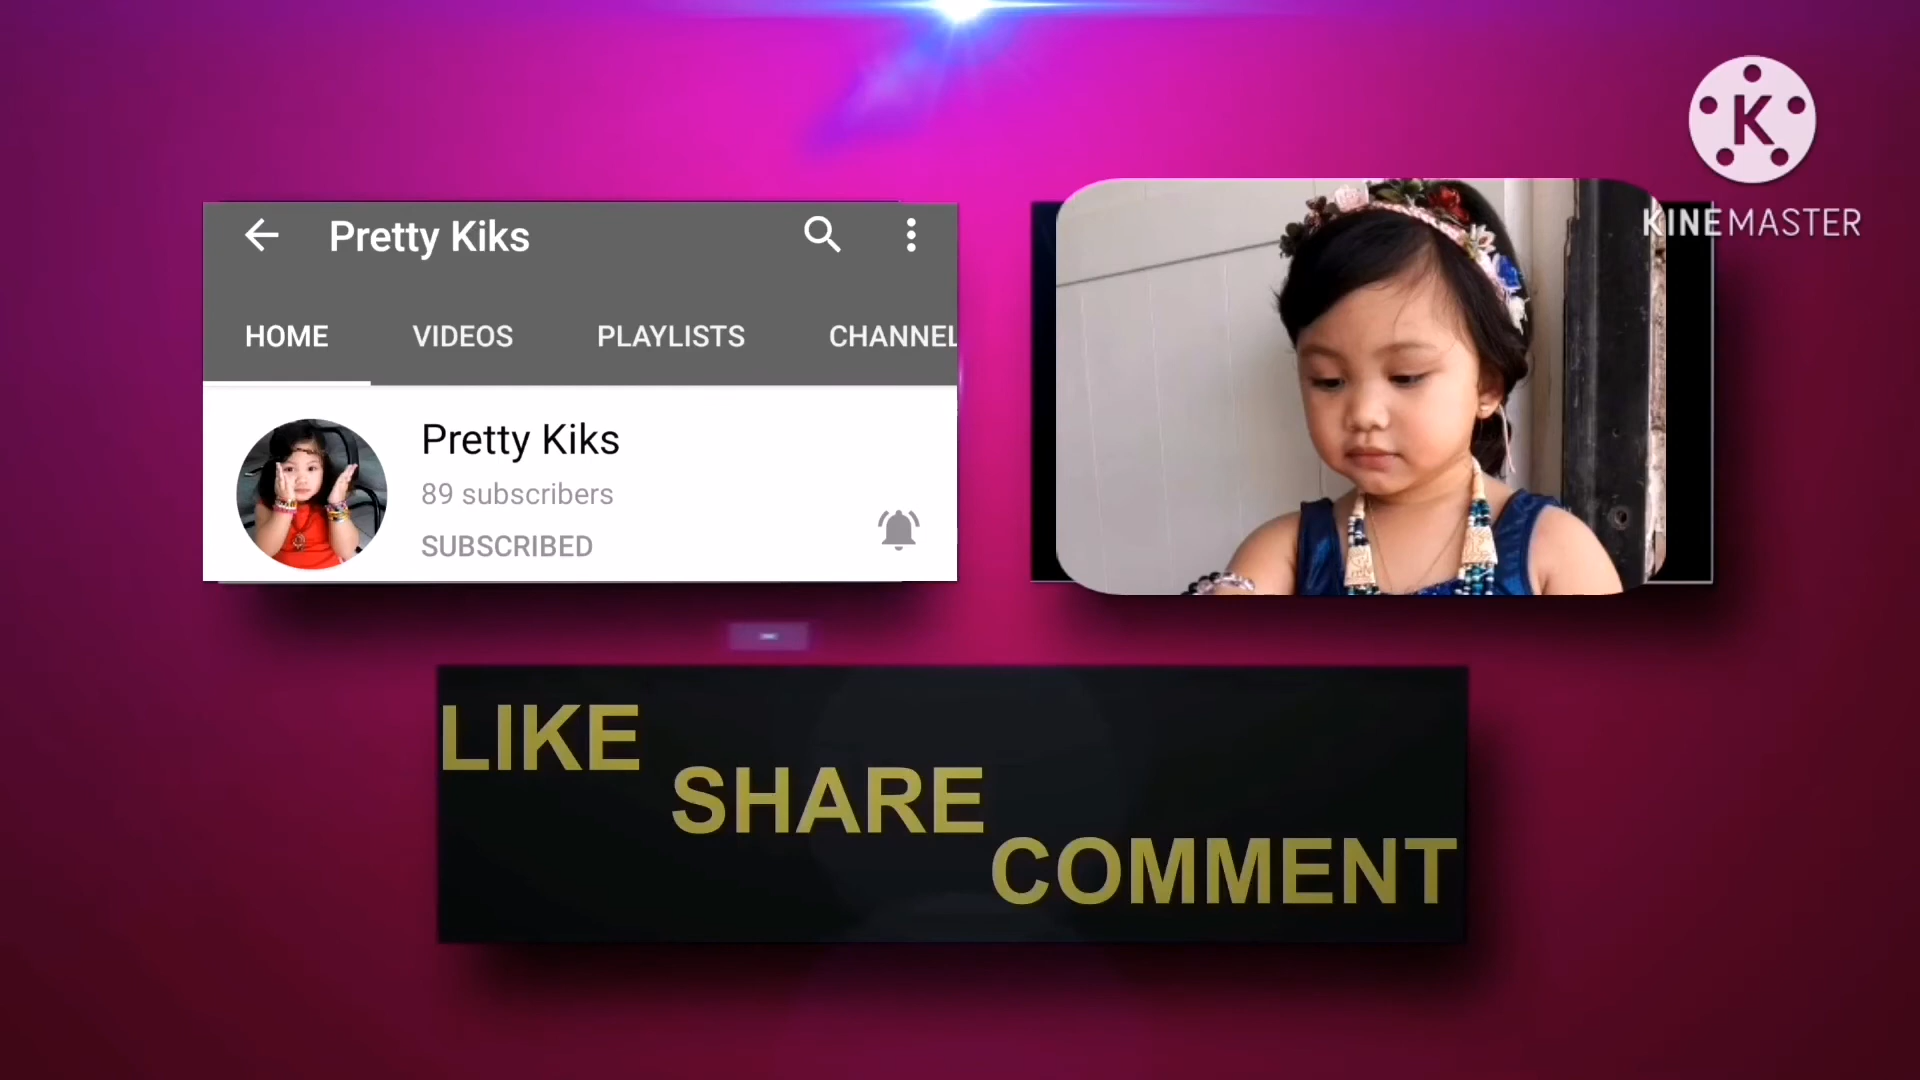 Pretty Kiks
HOME VIDEOS PLAYLISTS CHANNEL
Pretty Kiks
89 subscribers
SUBSCRIBED
K
KINEMASTER
LIKE
SHARE
COMMENT